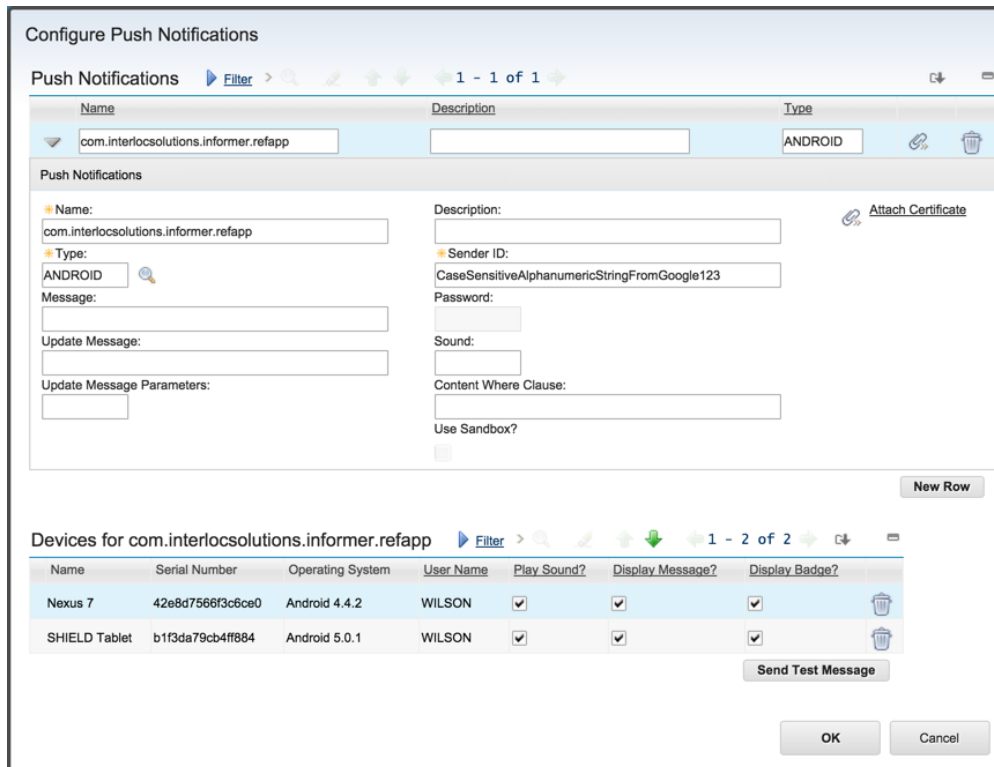 Configure Push Notifications
Push Notifications Filter 1 - 1 of 1
Name Description Type
com.interlocsolutions.informer.refapp ANDROID
Push Notifications
Name: Description: Attach Certificate
com.interlocsolutions.informer.refapp
Type: Sender ID:
ANDROID CaseSensitiveAlphanumericStringFromGoogle123
Message: Password:
Update Message: Sound:
Update Message Parameters: Content Where Clause:
Use Sandbox?
New Row
Devices for com.interlocsolutions.informer.refapp Filter 1 - 2 of 2
Name Serial Number Operating System User Name Play Sound? Display Message? Display Badge?
Nexus 7 42e8d7566f3c6ce0 Android 4.4.2 WILSON
SHIELD Tablet b1f3da79cb4ff884 Android 5.0.1 WILSON
Send Test Message
OK Cancel